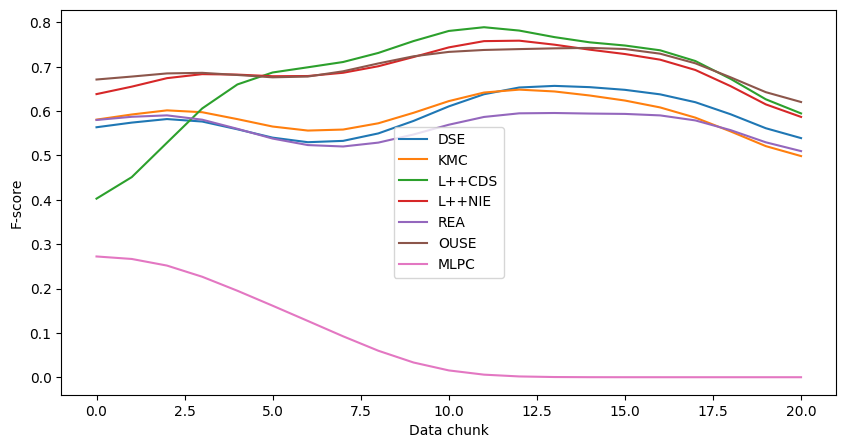 0.8
0.7
0.6
0.5
0.4
0.3
0.2
0.1
0.0
F-score
DSE
KMC
L++CDS
L++NIE
REA
OUSE
MLPC
0.0 2.5 5.0 7.5 10.0 12.5 15.0 17.5 20.0
Data chunk